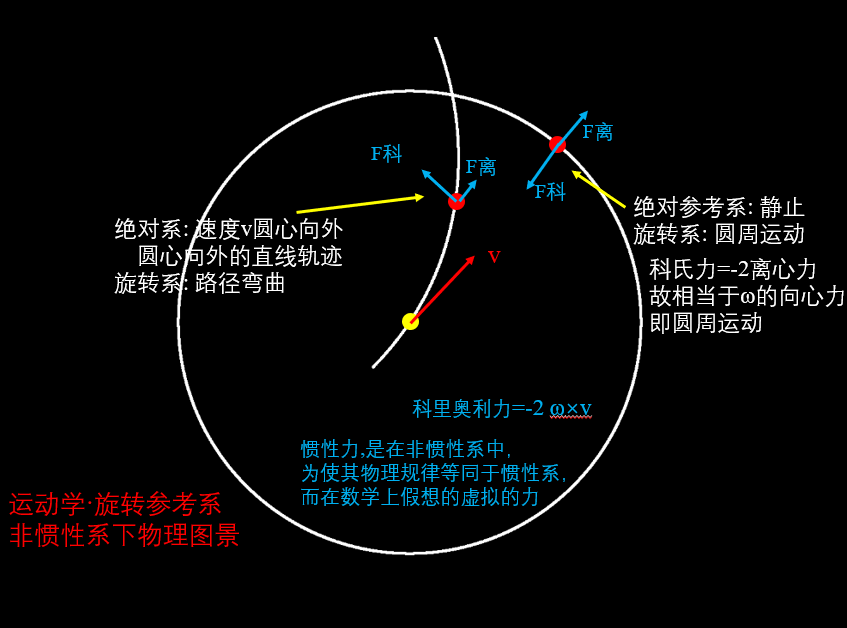 F离
F科
F科
F离
绝对参考系: 静止
旋转系: 圆周运动
绝对系: 速度v圆心向外
圆心向外的直线轨迹
旋转系: 路径弯曲
v
科氏力=-2离心力
故相当于ω的向心力
即圆周运动
科里奥利力=-2 ω×v
惯性力,是在非惯性系中，
为使其物理规律等同于惯性系，
而在数学上假想的虚拟的力
运动学·旋转参考系
非惯性系下物理图景